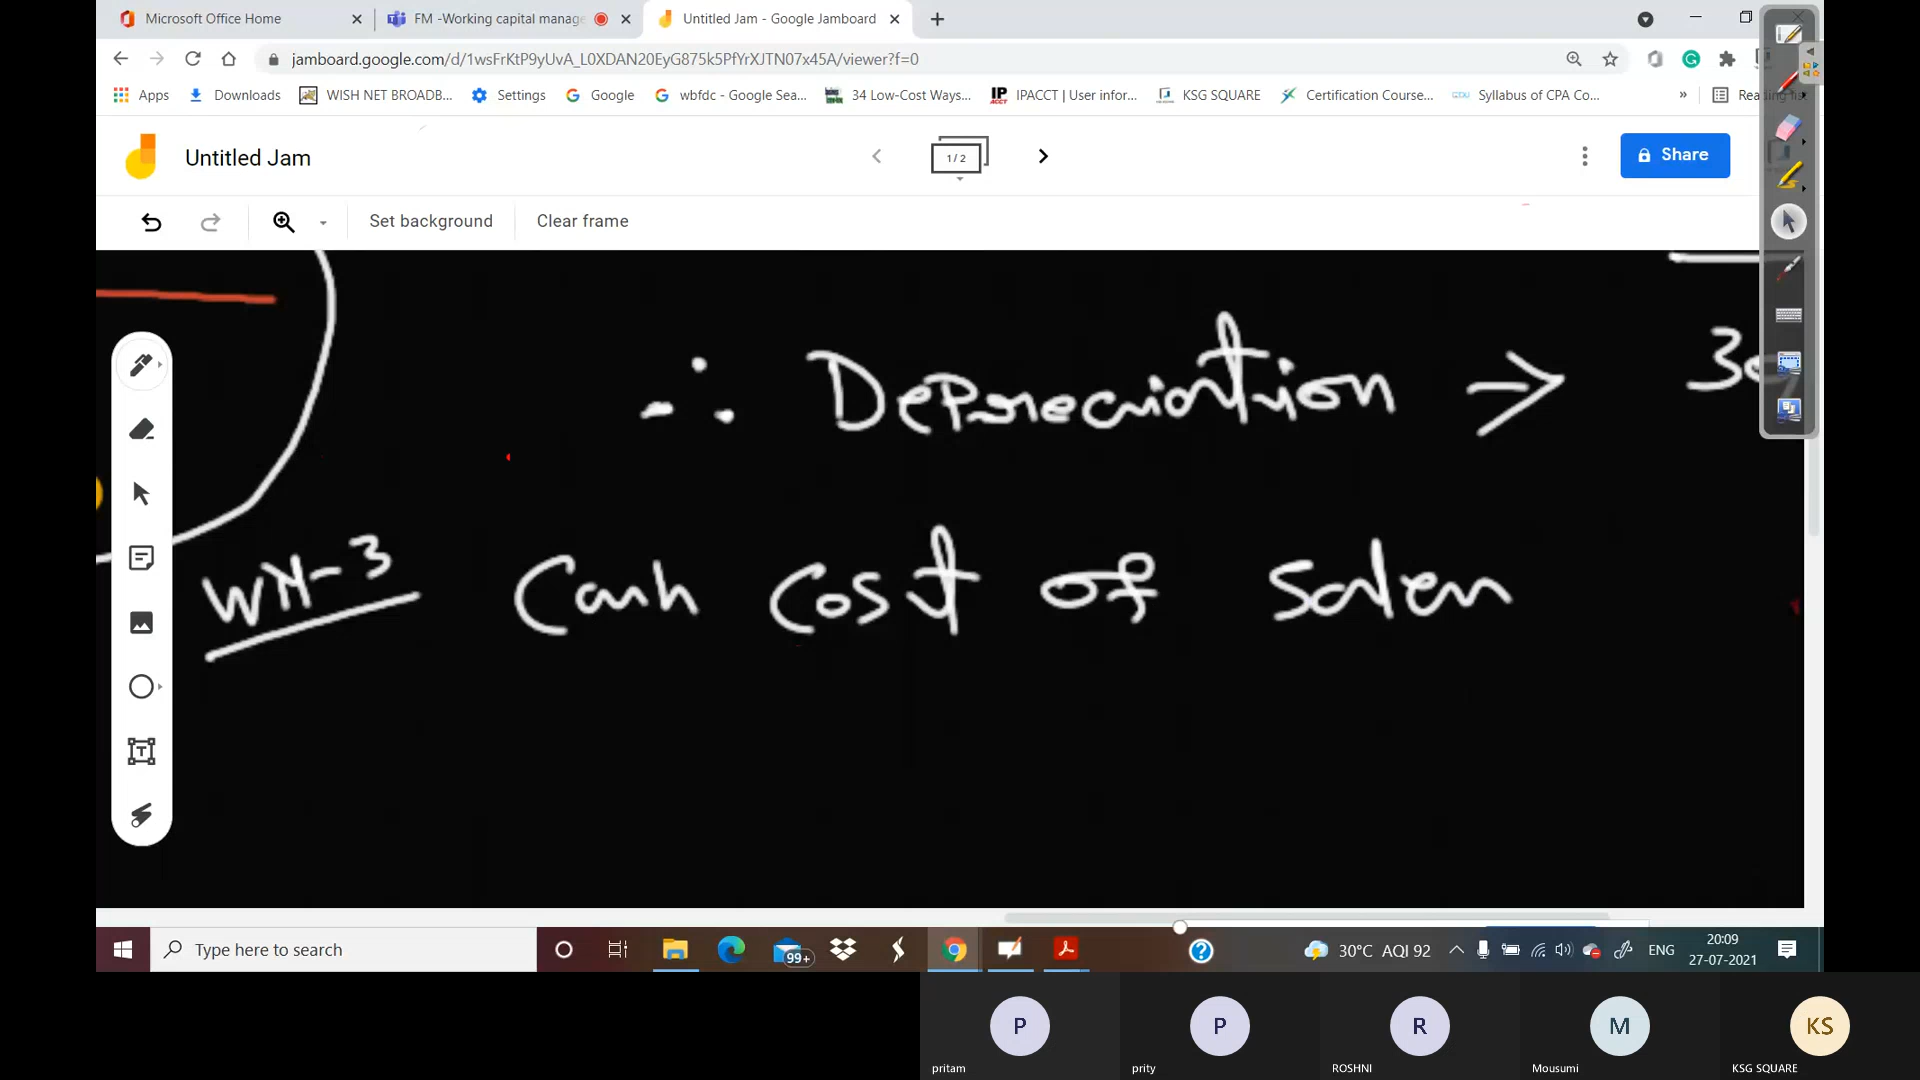 Microsoft Office Home
FM -Working capital manage
Untitled Jam - Google Jamboard
jamboard.google.com/d/1wsFrKtP9yUvA_L0XDAN20EyG875k5PfYrXJTN07x45A/viewer?f=0
Apps Downloads WISH NET BROADB... Settings Google wbfdc - Google Sea... 34 Low-Cost Ways... IPACCT | User infor... KSG SQUARE Certification Course... Syllabus of CPA Co... »
Untitled Jam
1 / 2
Share
Set background Clear frame
∴ Depreciation → 30
WN-3 Cash Cost of Sales
Type here to search
99+
30°C AQI 92
ENG
20:09
27-07-2021
P P R M KS
pritam prity ROSHNI Mousumi KSG SQUARE